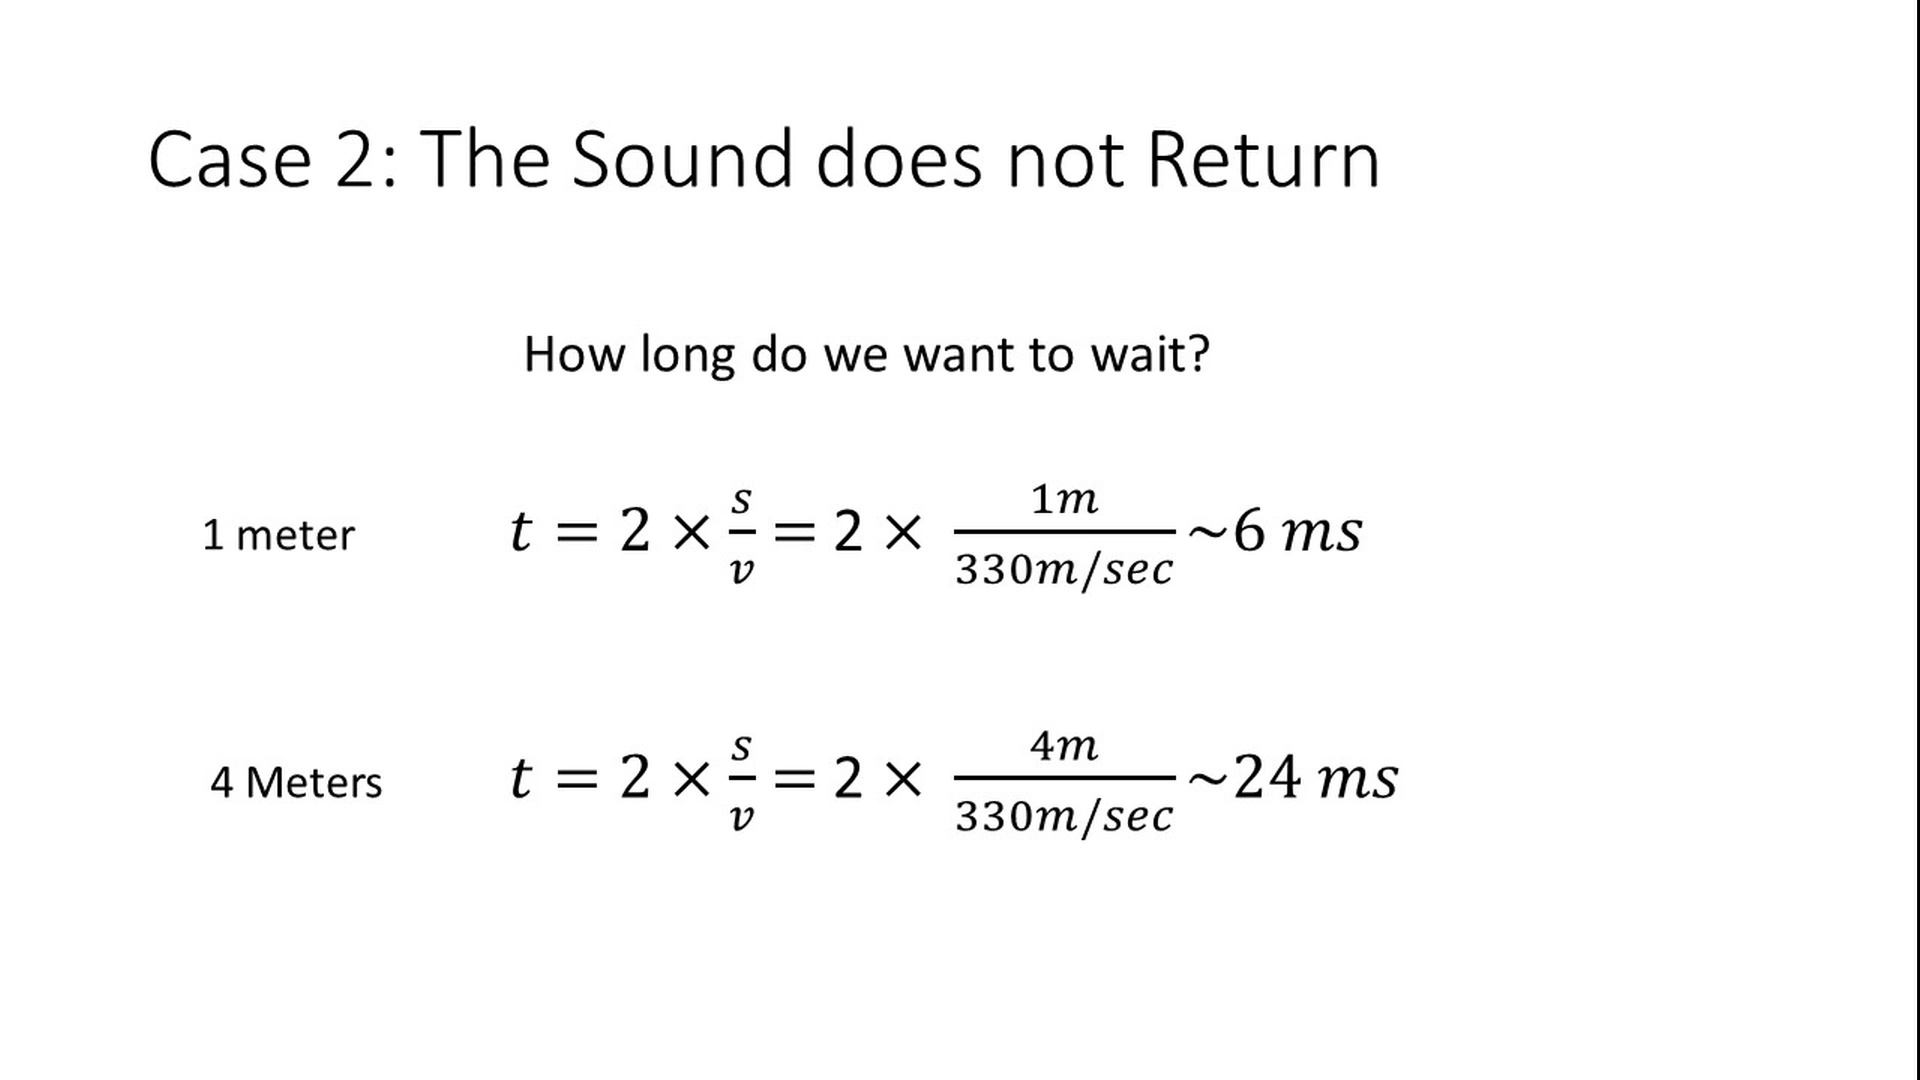 Case 2: The Sound does not Return
How long do we want to wait?
1 meter t = 2 × s/v = 2 × 1m/330m/sec ~6 ms
4 Meters t = 2 × s/v = 2 × 4m/330m/sec ~24 ms